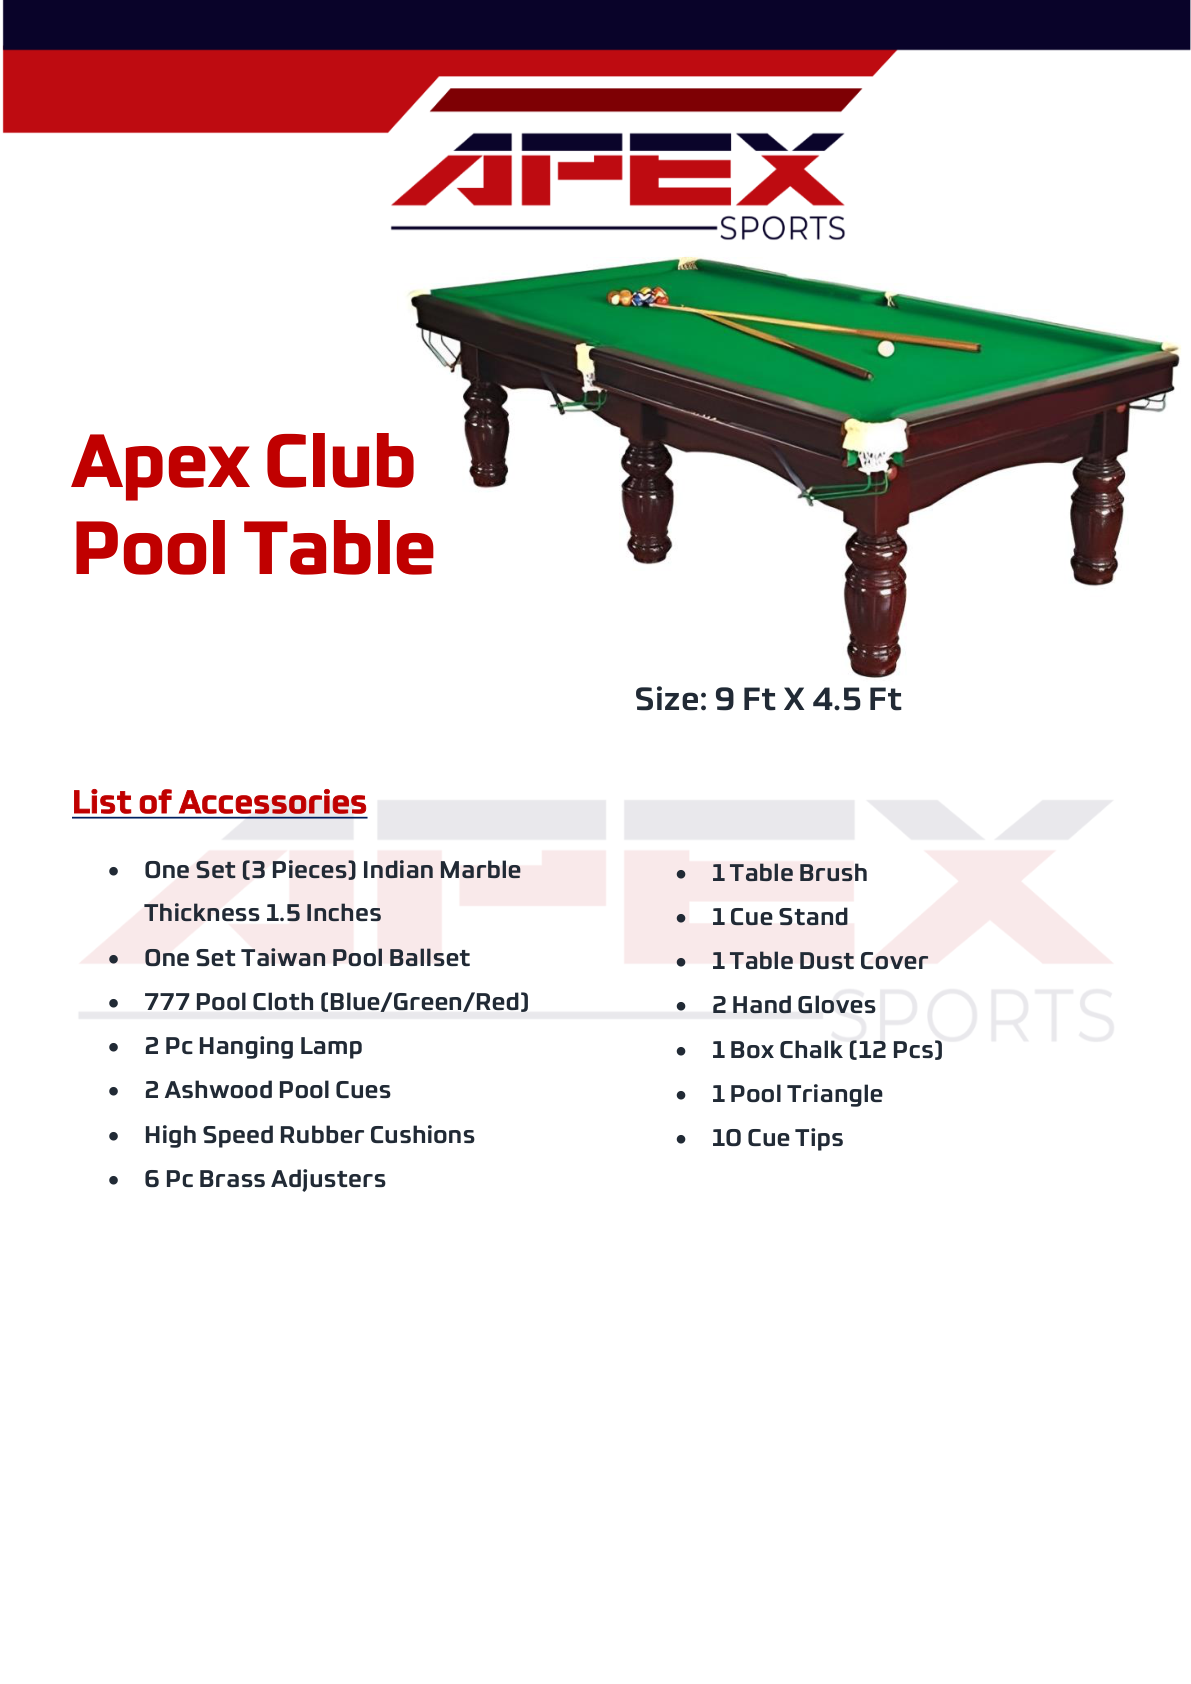 APEX
SPORTS
Apex Club
Pool Table
Size: 9 Ft X 4.5 Ft
List of Accessories
• One Set (3 Pieces) Indian Marble
Thickness 1.5 Inches
• One Set Taiwan Pool Ballset
• 777 Pool Cloth (Blue/Green/Red)
• 2 Pc Hanging Lamp
• 2 Ashwood Pool Cues
• High Speed Rubber Cushions
• 6 Pc Brass Adjusters
• 1 Table Brush
• 1 Cue Stand
• 1 Table Dust Cover
• 2 Hand Gloves
• 1 Box Chalk (12 Pcs)
• 1 Pool Triangle
• 10 Cue Tips
APEX
SPORTS